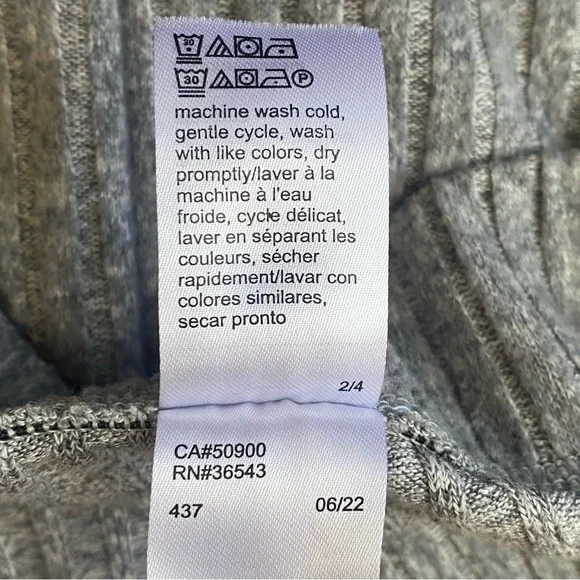 30
30 P
machine wash cold,
gentle cycle, wash
with like colors, dry
promptly/laver à la
machine à l'eau
froide, cycle délicat,
laver en séparant les
couleurs, sécher
rapidement/lavar con
colores similares,
secar pronto
2/4
CA#50900
RN#36543
437 06/22